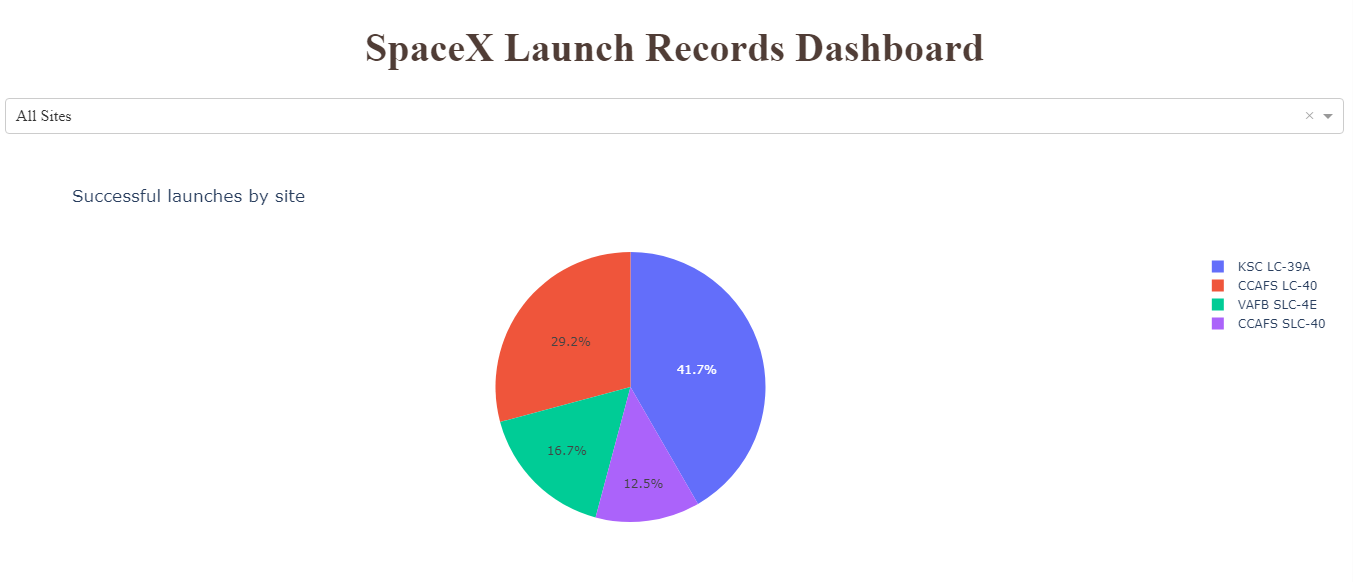 SpaceX Launch Records Dashboard
All Sites ×
Successful launches by site
KSC LC-39A
CCAFS LC-40
VAFB SLC-4E
CCAFS SLC-40
29.2%
41.7%
16.7%
12.5%